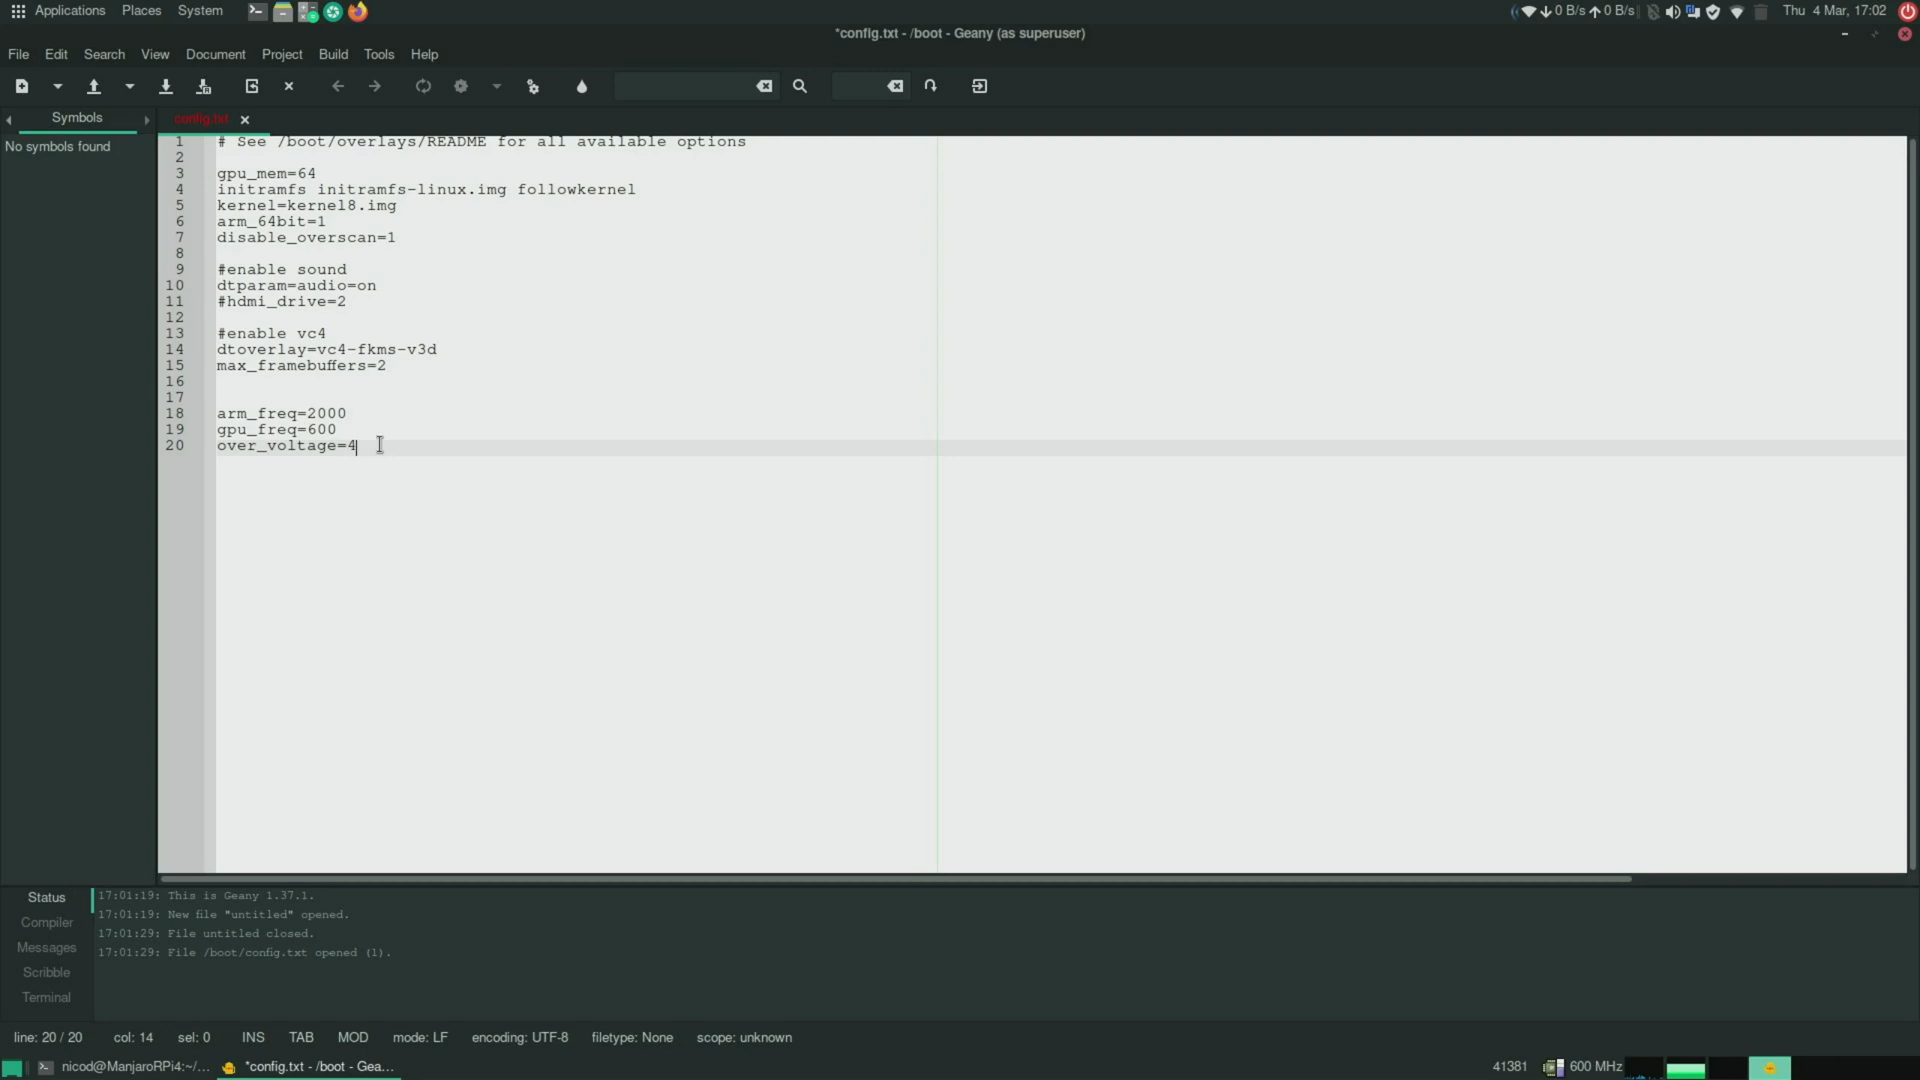 Applications Places System 0 B/s 0 B/s Thu 4 Mar, 17:02
*config.txt - /boot - Geany (as superuser)
File Edit Search View Document Project Build Tools Help
Symbols config.txt
No symbols found
1 # See /boot/overlays/README for all available options
2
3 gpu_mem=64
4 initramfs initramfs-linux.img followkernel
5 kernel=kernel8.img
6 arm_64bit=1
7 disable_overscan=1
8
9 #enable sound
10 dtparam=audio=on
11 #hdmi_drive=2
12
13 #enable vc4
14 dtoverlay=vc4-fkms-v3d
15 max_framebuffers=2
16
17
18 arm_freq=2000
19 gpu_freq=600
20 over_voltage=4
Status
Compiler
Messages
Scribble
Terminal
17:01:19: This is Geany 1.37.1.
17:01:19: New file "untitled" opened.
17:01:29: File untitled closed.
17:01:29: File /boot/config.txt opened (1).
line: 20 / 20 col: 14 sel: 0 INS TAB MOD mode: LF encoding: UTF-8 filetype: None scope: unknown
nicod@ManjaroRPi4:~/... *config.txt - /boot - Gea... 41381 600 MHz